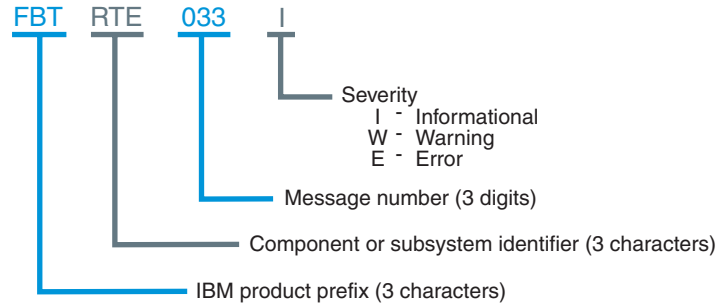 FBT RTE 033 I
Severity
I - Informational
W - Warning
E - Error
Message number (3 digits)
Component or subsystem identifier (3 characters)
IBM product prefix (3 characters)